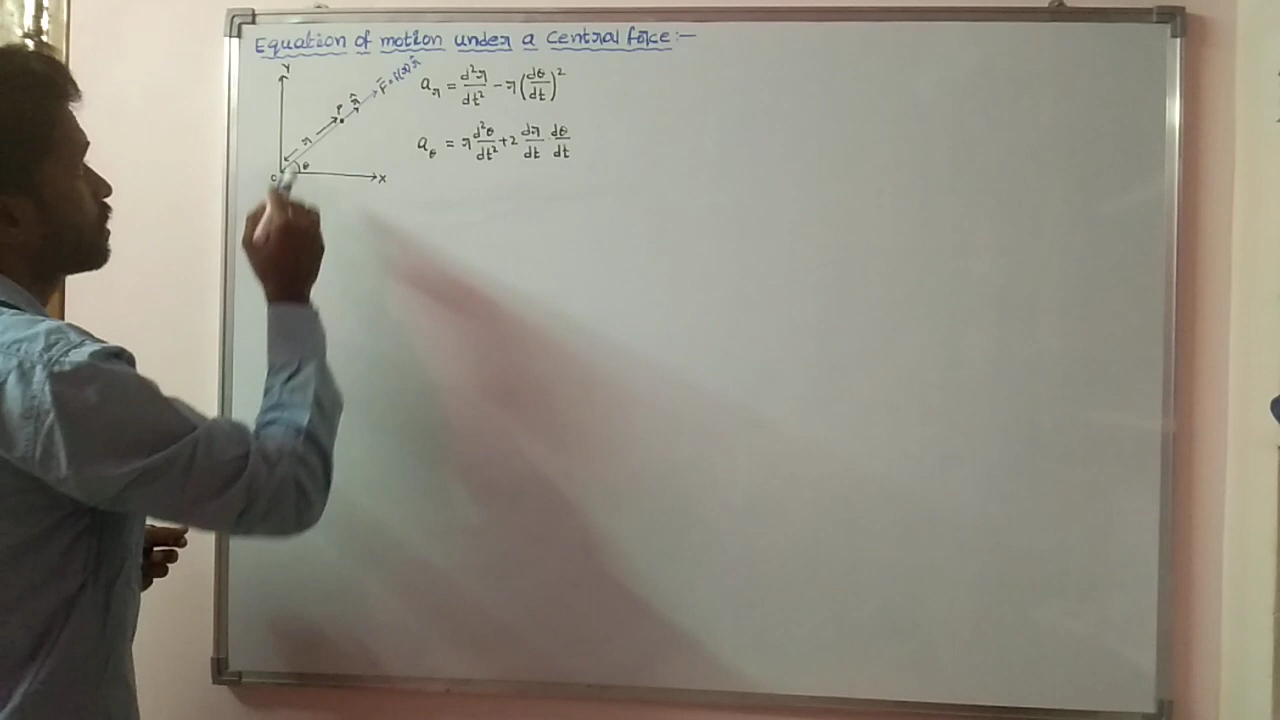 Equation of motion under a central force:-
Y
F̄ = f(r) r̂
r̂
P
r
θ
O
X
a_r = d²r/dt² - r(dθ/dt)²
a_θ = r d²θ/dt² + 2 dr/dt dθ/dt